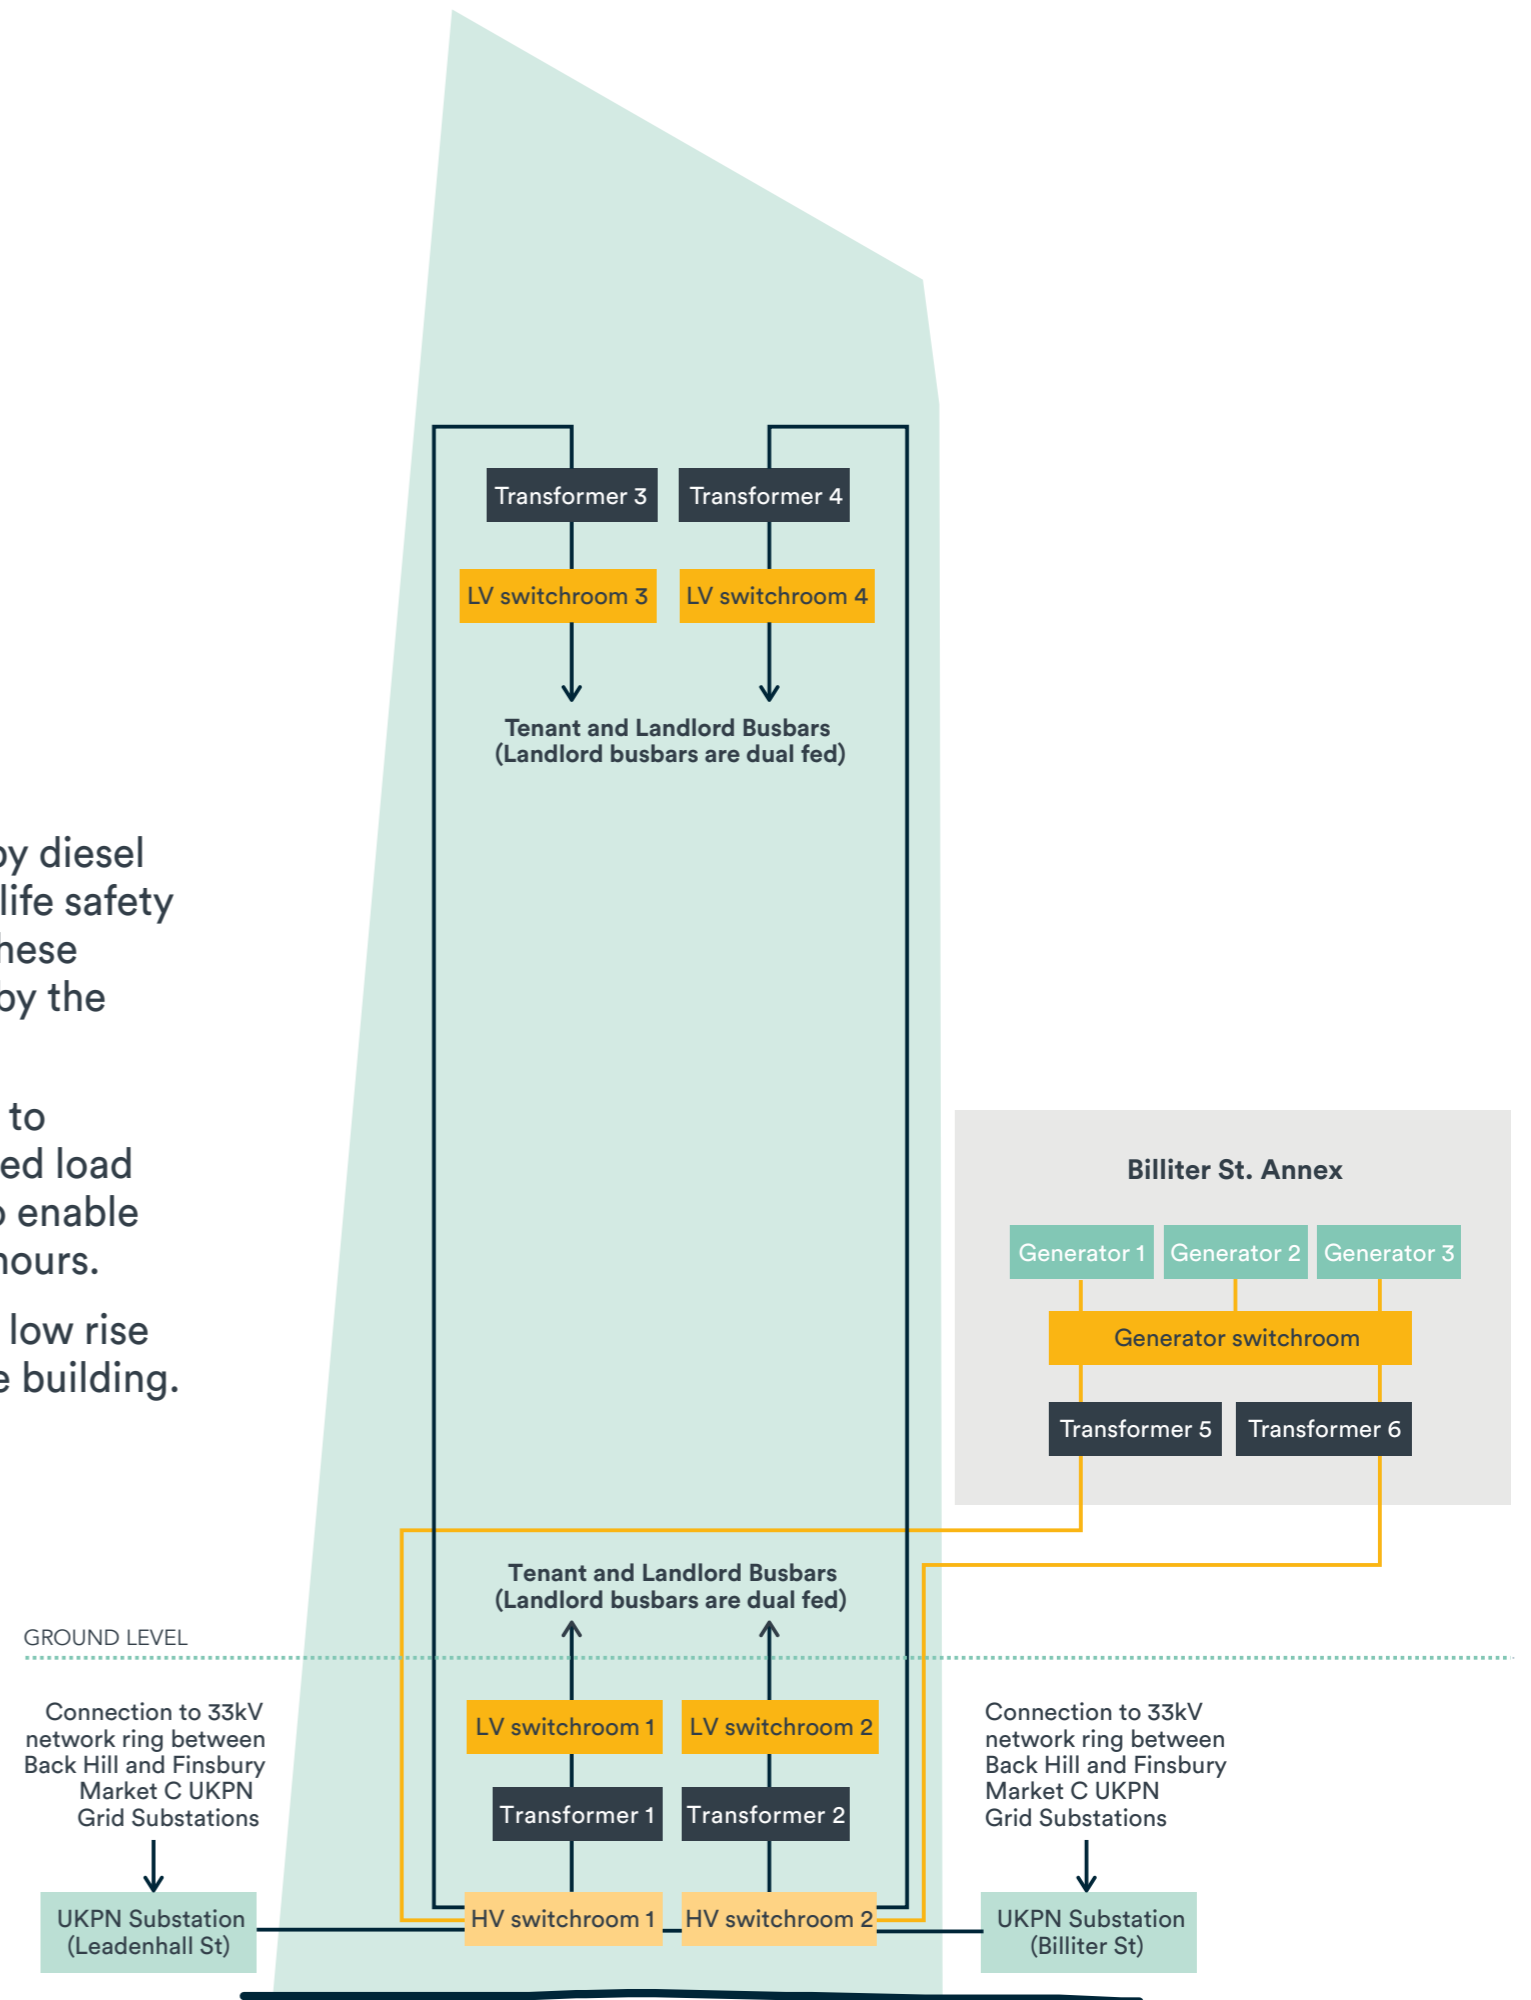 Transformer 3
Transformer 4
LV switchroom 3
LV switchroom 4
Tenant and Landlord Busbars
(Landlord busbars are dual fed)
by diesel
life safety
hese
by the
to
ed load
o enable
hours.
low rise
e building.
Billiter St. Annex
Generator 1
Generator 2
Generator 3
Generator switchroom
Transformer 5
Transformer 6
Tenant and Landlord Busbars
(Landlord busbars are dual fed)
GROUND LEVEL
Connection to 33kV
network ring between
Back Hill and Finsbury
Market C UKPN
Grid Substations
LV switchroom 1
LV switchroom 2
Transformer 1
Transformer 2
HV switchroom 1
HV switchroom 2
UKPN Substation
(Leadenhall St)
Connection to 33kV
network ring between
Back Hill and Finsbury
Market C UKPN
Grid Substations
UKPN Substation
(Billiter St)